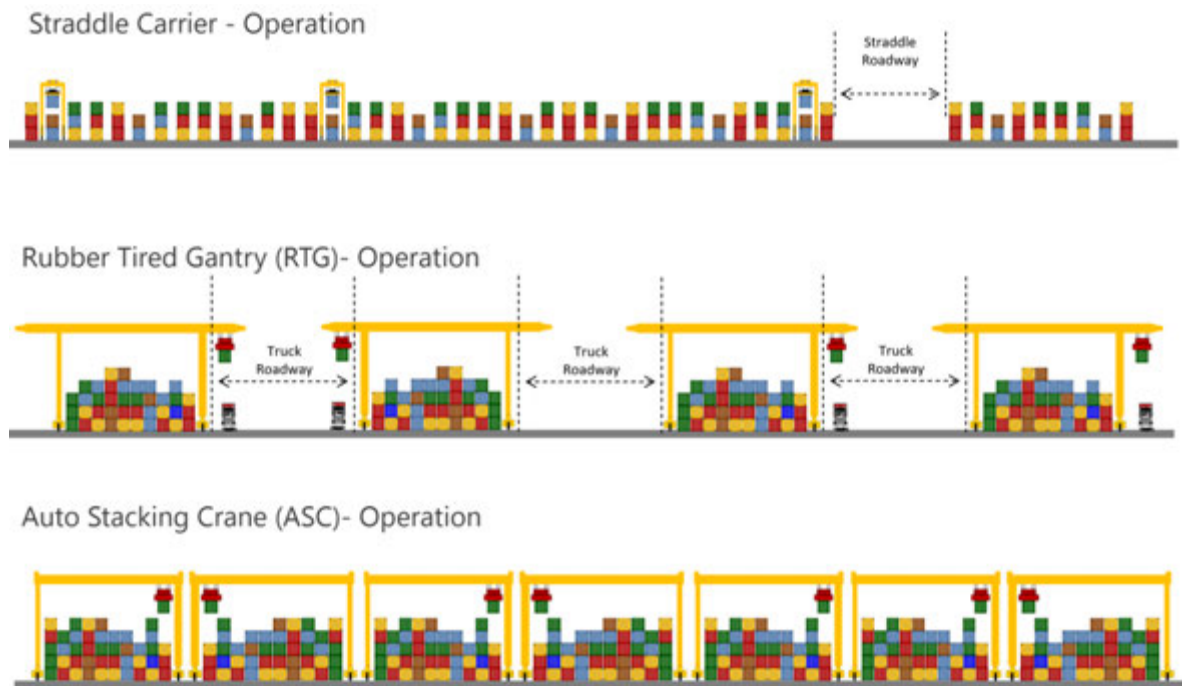 Straddle Carrier - Operation
Straddle
Roadway
Rubber Tired Gantry (RTG)- Operation
Truck
Roadway
Truck
Roadway
Truck
Roadway
Auto Stacking Crane (ASC)- Operation